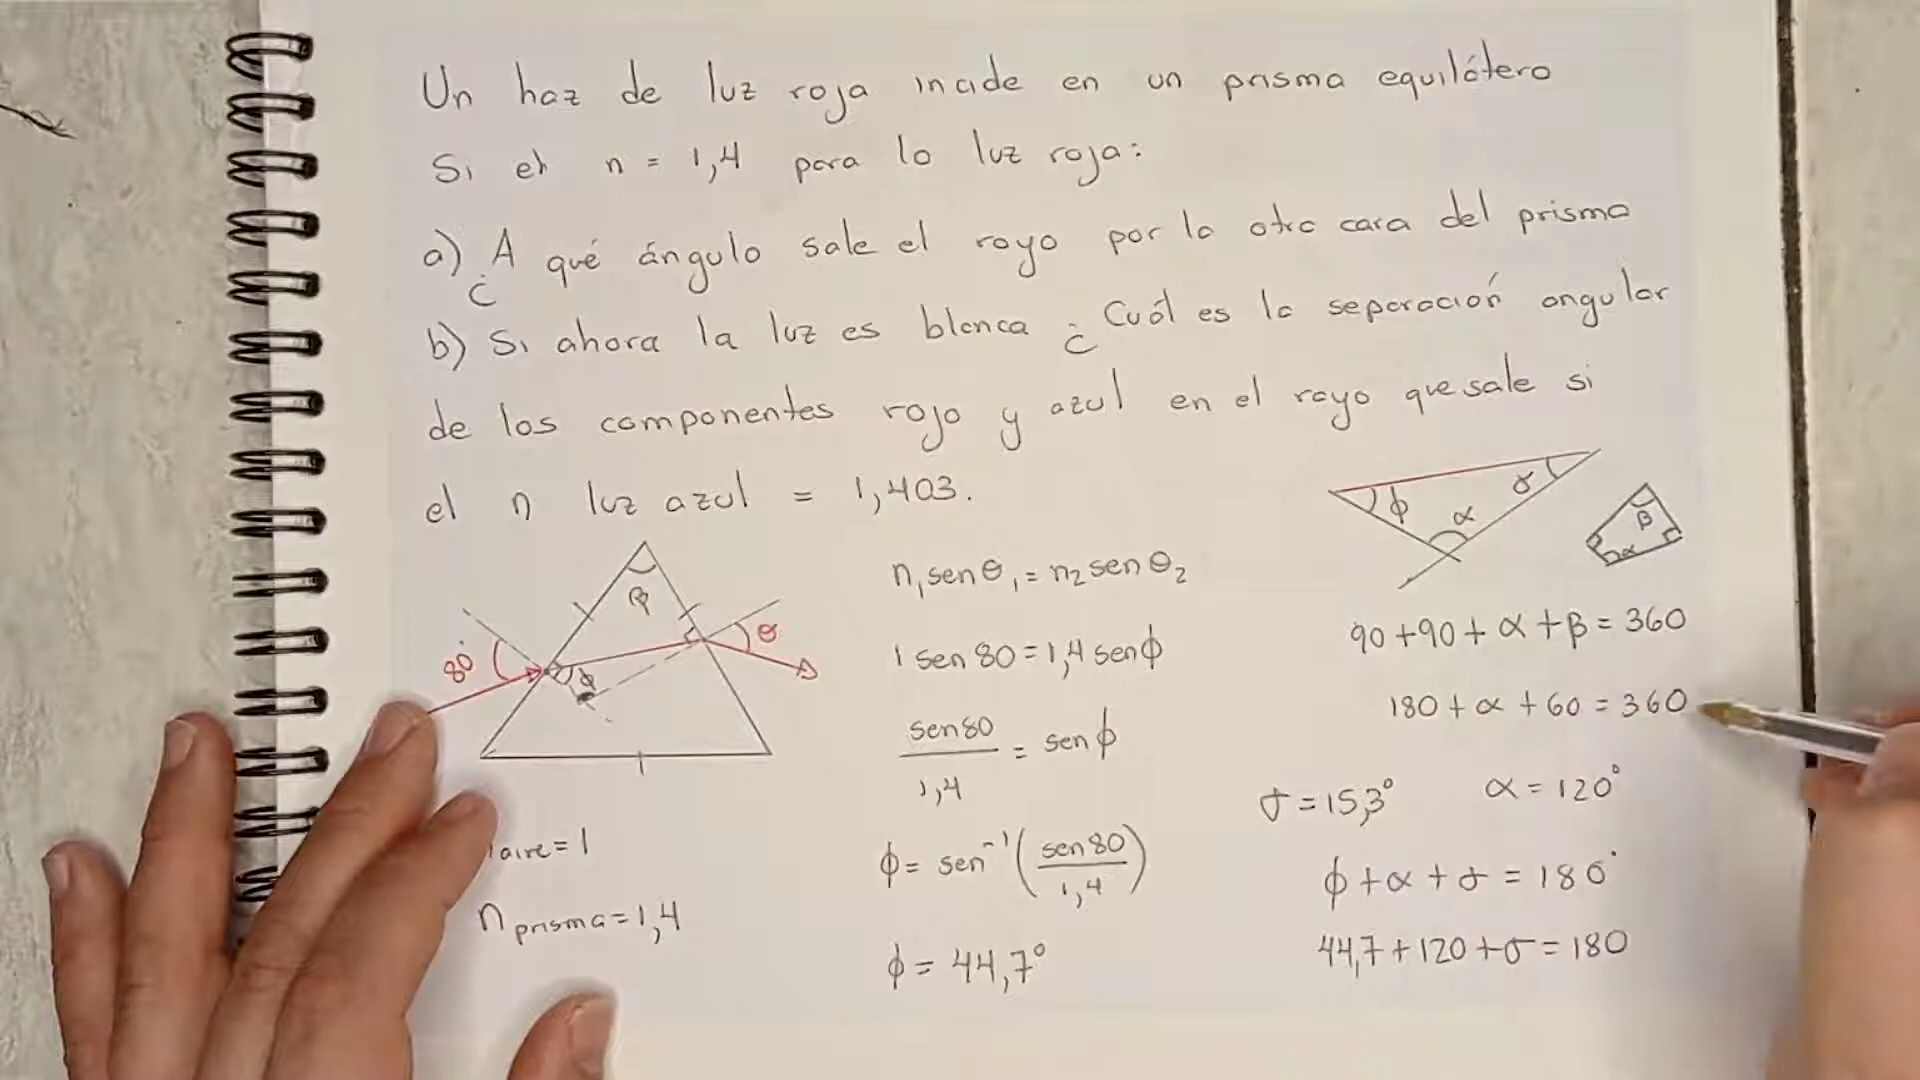 Un haz de luz roja incide en un prisma equilátero
Si el n = 1,4 para la luz roja:
a) ¿A qué ángulo sale el rayo por la otra cara del prisma
b) Si ahora la luz es blanca ¿Cuál es la separación angular
de los componentes rojo y azul en el rayo que sale si
el n luz azul = 1,403.
β
80°
ϕ
θ
aire = 1
n prisma = 1,4
n₁ sen θ₁ = n₂ sen θ₂
1 sen 80 = 1,4 sen ϕ
sen 80 / 1,4 = sen ϕ
ϕ = sen⁻¹ (sen 80 / 1,4)
ϕ = 44,7°
ϕ α σ
β α
90 + 90 + α + β = 360
180 + α + 60 = 360
σ = 15,3° α = 120°
ϕ + α + σ = 180°
44,7 + 120 + σ = 180